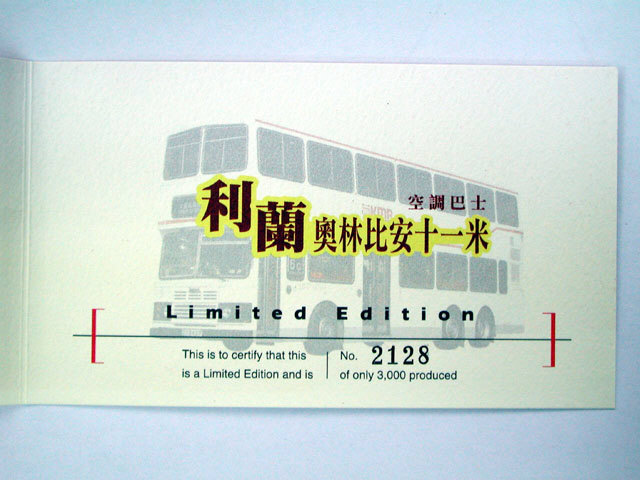 空調巴士
利蘭奧林比安十一米
Limited Edition
This is to certify that this
is a Limited Edition and is
No. 2128
of only 3,000 produced